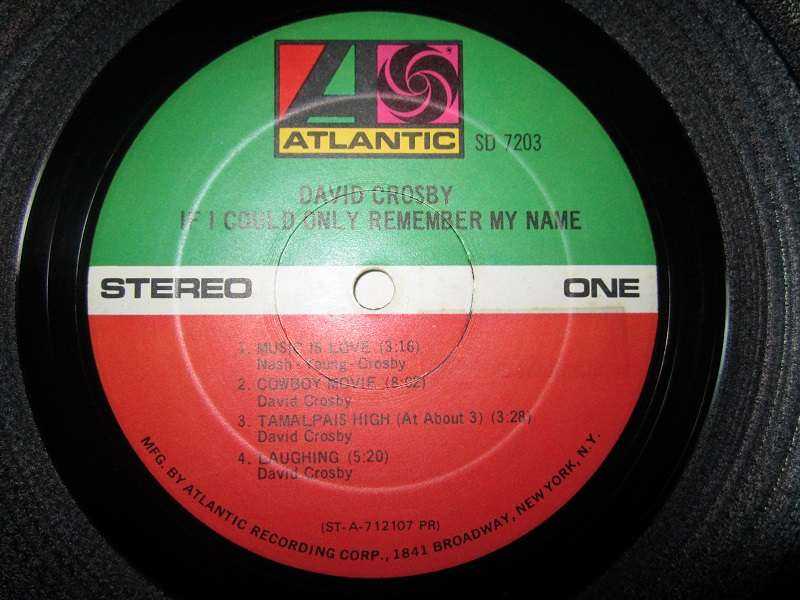 ATLANTIC
SD 7203
DAVID CROSBY
IF I COULD ONLY REMEMBER MY NAME
STEREO
ONE
1. MUSIC IS LOVE (3:16)
Nash - Young - Crosby
2. COWBOY MOVIE (8:02)
David Crosby
3. TAMALPAIS HIGH (At About 3) (3:28)
David Crosby
4. LAUGHING (5:20)
David Crosby
(ST-A-712107 PR)
MFG. BY ATLANTIC RECORDING CORP., 1841 BROADWAY, NEW YORK, N.Y.